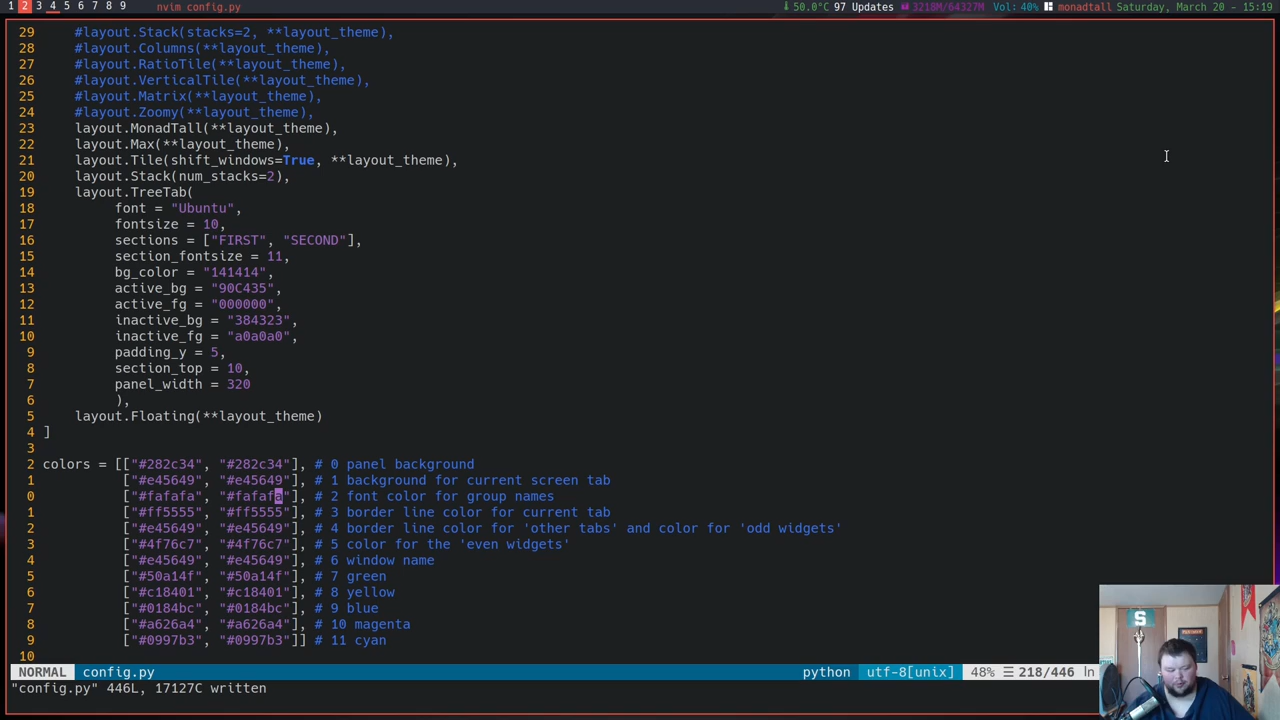 1 2 3 4 5 6 7 8 9 nvim config.py 50.0°C 97 Updates 3218M/64327M Vol: 40% monadtall Saturday, March 20 - 15:19
29 #layout.Stack(stacks=2, **layout_theme),
28 #layout.Columns(**layout_theme),
27 #layout.RatioTile(**layout_theme),
26 #layout.VerticalTile(**layout_theme),
25 #layout.Matrix(**layout_theme),
24 #layout.Zoomy(**layout_theme),
23 layout.MonadTall(**layout_theme),
22 layout.Max(**layout_theme),
21 layout.Tile(shift_windows=True, **layout_theme),
20 layout.Stack(num_stacks=2),
19 layout.TreeTab(
18 font = "Ubuntu",
17 fontsize = 10,
16 sections = ["FIRST", "SECOND"],
15 section_fontsize = 11,
14 bg_color = "141414",
13 active_bg = "90C435",
12 active_fg = "000000",
11 inactive_bg = "384323",
10 inactive_fg = "a0a0a0",
9 padding_y = 5,
8 section_top = 10,
7 panel_width = 320
6 ),
5 layout.Floating(**layout_theme)
4 ]
3
2 colors = [["#282c34", "#282c34"], # 0 panel background
1 ["#e45649", "#e45649"], # 1 background for current screen tab
0 ["#fafafa", "#fafafa"], # 2 font color for group names
1 ["#ff5555", "#ff5555"], # 3 border line color for current tab
2 ["#e45649", "#e45649"], # 4 border line color for 'other tabs' and color for 'odd widgets'
3 ["#4f76c7", "#4f76c7"], # 5 color for the 'even widgets'
4 ["#e45649", "#e45649"], # 6 window name
5 ["#50a14f", "#50a14f"], # 7 green
6 ["#c18401", "#c18401"], # 8 yellow
7 ["#0184bc", "#0184bc"], # 9 blue
8 ["#a626a4", "#a626a4"], # 10 magenta
9 ["#0997b3", "#0997b3"]] # 11 cyan
10
NORMAL config.py python utf-8[unix] 48% ☰ 218/446 ln
"config.py" 446L, 17127C written
S